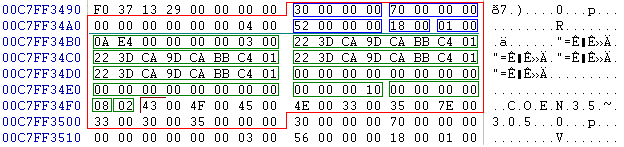 00C7FF3490 F0 37 13 29 00 00 00 00 30 00 00 00 70 00 00 00 ð7.)....0...p...
00C7FF34A0 00 00 00 00 00 00 04 00 52 00 00 00 18 00 01 00 ........R.......
00C7FF34B0 0A E4 00 00 00 00 03 00 22 3D CA 9D CA BB C4 01 .ä......"=Ê▯Ê»Ä.
00C7FF34C0 22 3D CA 9D CA BB C4 01 22 3D CA 9D CA BB C4 01 "=Ê▯Ê»Ä."=Ê▯Ê»Ä.
00C7FF34D0 22 3D CA 9D CA BB C4 01 00 00 00 00 00 00 00 00 "=Ê▯Ê»Ä.........
00C7FF34E0 00 00 00 00 00 00 00 00 00 00 00 10 00 00 00 00 ................
00C7FF34F0 08 02 43 00 4F 00 45 00 4E 00 33 00 35 00 7E 00 ..C.O.E.N.3.5.~.
00C7FF3500 33 00 30 00 35 00 00 00 30 00 00 00 70 00 00 00 3.0.5...0...p...
00C7FF3510 00 00 00 00 00 00 03 00 56 00 00 00 18 00 01 00 ........V.......